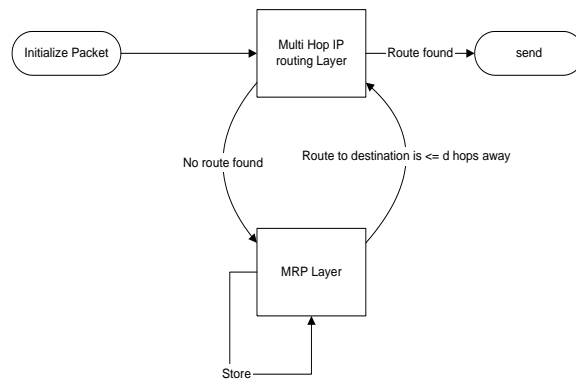 Initialize Packet
Multi Hop IP
routing Layer
Route found
send
No route found
Route to destination is <= d hops away
MRP Layer
Store